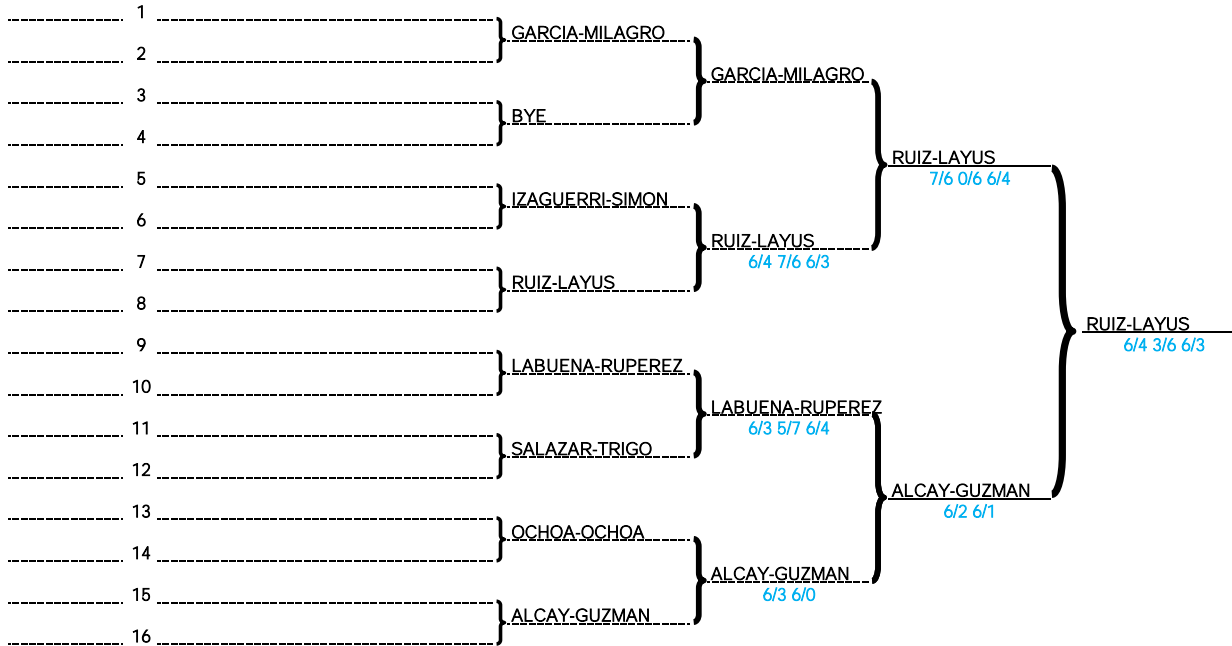 1
GARCIA-MILAGRO
2
GARCIA-MILAGRO
3
BYE
4
RUIZ-LAYUS
7/6 0/6 6/4
5
IZAGUERRI-SIMON
6
RUIZ-LAYUS
6/4 7/6 6/3
7
RUIZ-LAYUS
8
RUIZ-LAYUS
6/4 3/6 6/3
9
LABUENA-RUPEREZ
10
LABUENA-RUPEREZ
6/3 5/7 6/4
11
SALAZAR-TRIGO
12
ALCAY-GUZMAN
6/2 6/1
13
OCHOA-OCHOA
14
ALCAY-GUZMAN
6/3 6/0
15
ALCAY-GUZMAN
16